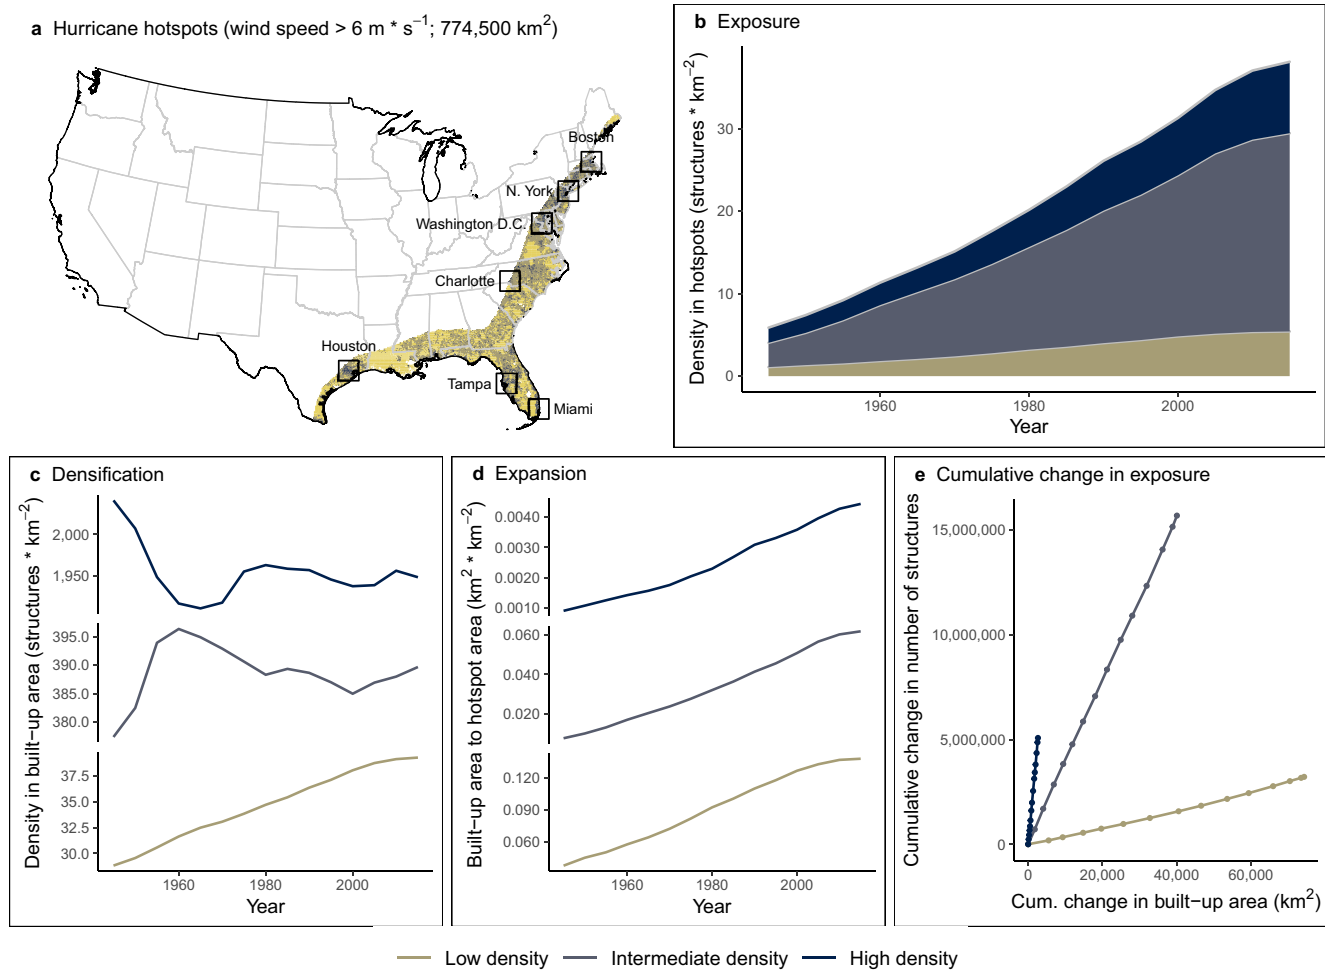 a Hurricane hotspots (wind speed > 6 m * s⁻¹; 774,500 km²)
Boston
N. York
Washington D.C.
Charlotte
Houston
Tampa
Miami
b Exposure
Density in hotspots (structures * km⁻²)
30
20
10
0
1960 1980 2000
Year
c Densification
Density in built−up area (structures * km⁻²)
2,000
1,950
395.0
390.0
385.0
380.0
37.5
35.0
32.5
30.0
1960 1980 2000
Year
d Expansion
Built−up area to hotspot area (km² * km⁻²)
0.0040
0.0030
0.0020
0.0010
0.060
0.040
0.020
0.120
0.090
0.060
1960 1980 2000
Year
e Cumulative change in exposure
Cumulative change in number of structures
15,000,000
10,000,000
5,000,000
0
0 20,000 40,000 60,000
Cum. change in built−up area (km²)
Low density Intermediate density High density